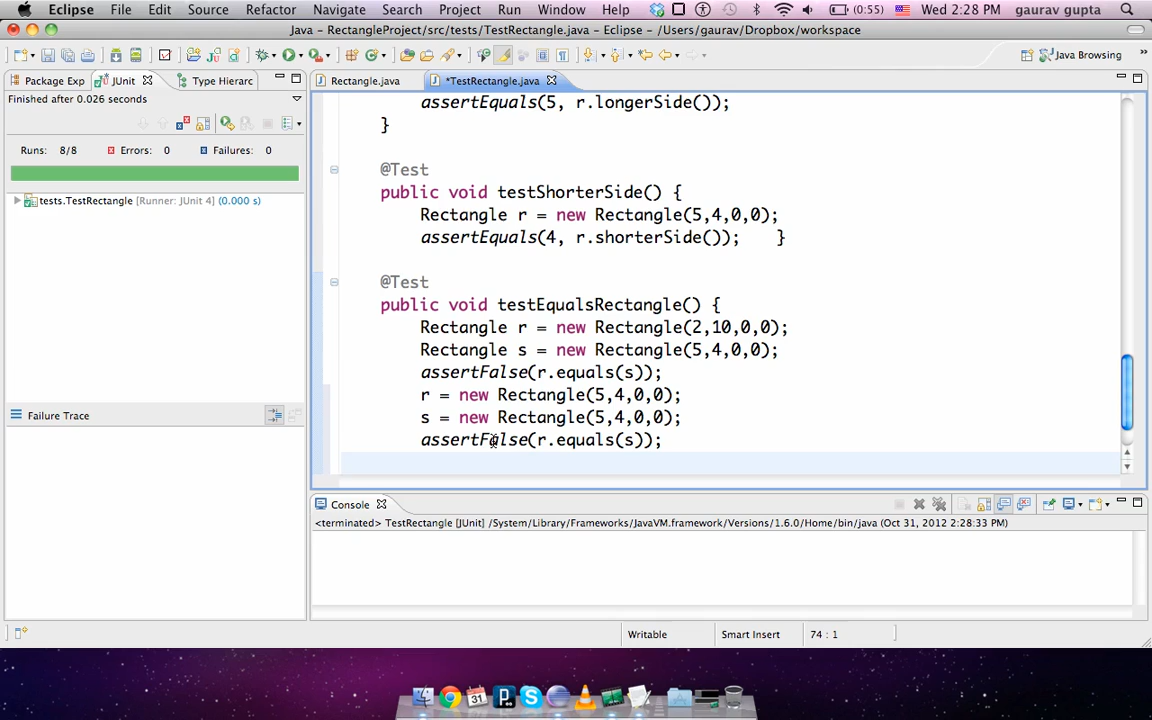 Eclipse File Edit Source Refactor Navigate Search Project Run Window Help (0:55) Wed 2:28 PM gaurav gupta
Java – RectangleProject/src/tests/TestRectangle.java – Eclipse – /Users/gaurav/Dropbox/workspace
Java Browsing
Package Exp JUnit Type Hierarc
Rectangle.java *TestRectangle.java
Finished after 0.026 seconds
Runs: 8/8 Errors: 0 Failures: 0
tests.TestRectangle [Runner: JUnit 4] (0.000 s)
Failure Trace
assertEquals(5, r.longerSide());
}
@Test
public void testShorterSide() {
Rectangle r = new Rectangle(5,4,0,0);
assertEquals(4, r.shorterSide()); }
@Test
public void testEqualsRectangle() {
Rectangle r = new Rectangle(2,10,0,0);
Rectangle s = new Rectangle(5,4,0,0);
assertFalse(r.equals(s));
r = new Rectangle(5,4,0,0);
s = new Rectangle(5,4,0,0);
assertFalse(r.equals(s));
Console
<terminated> TestRectangle [JUnit] /System/Library/Frameworks/JavaVM.framework/Versions/1.6.0/Home/bin/java (Oct 31, 2012 2:28:33 PM)
Writable Smart Insert 74 : 1
31